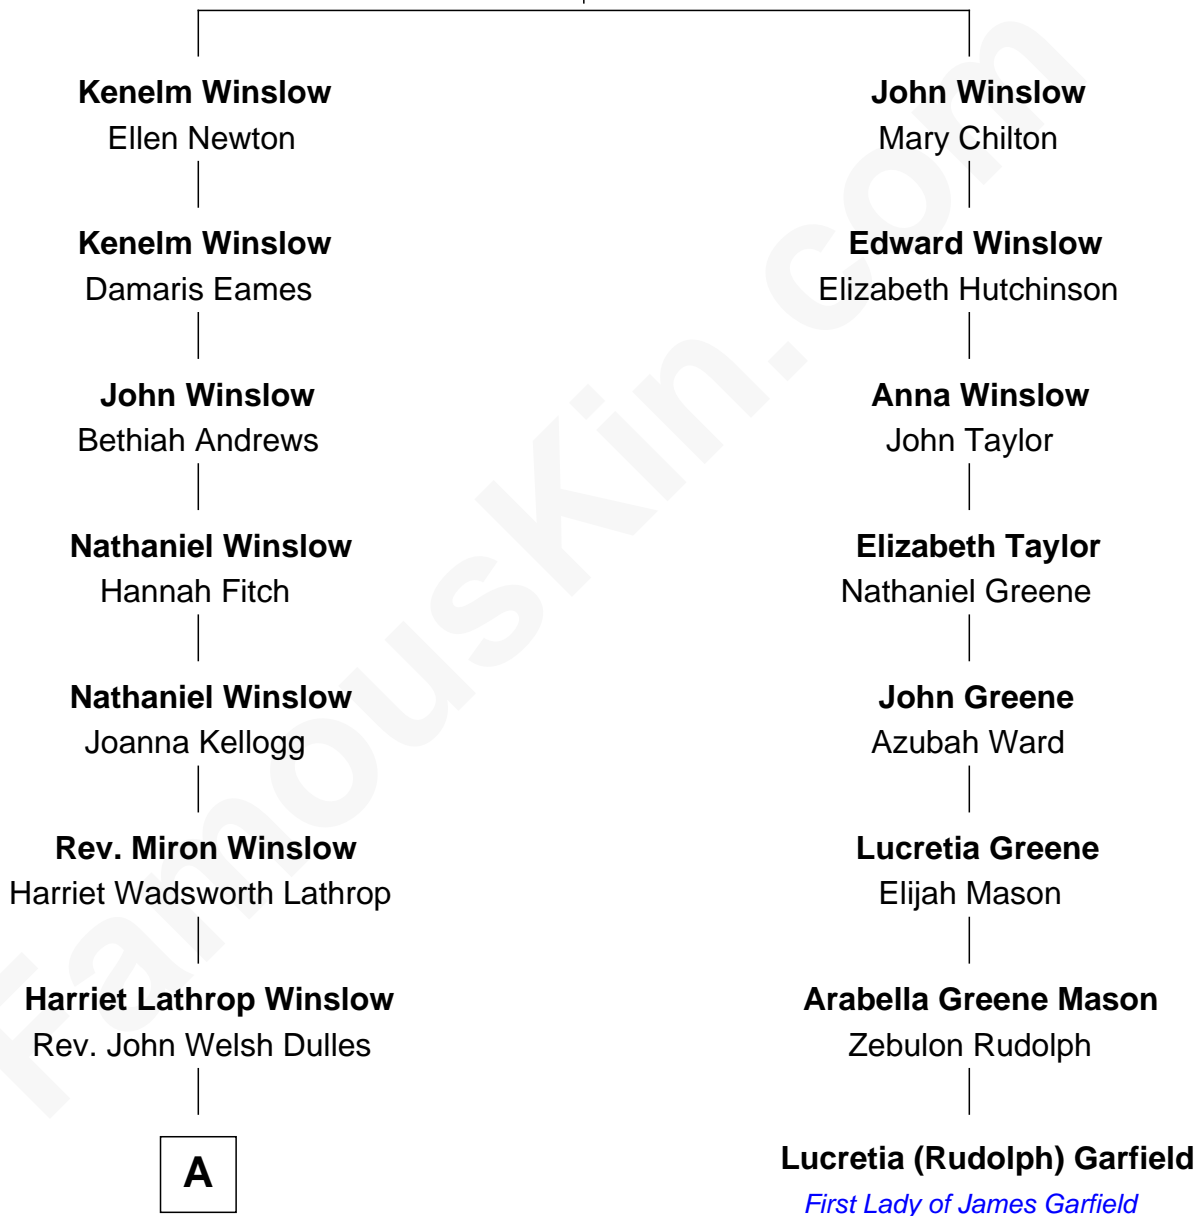 Kenelm Winslow
Ellen Newton
Kenelm Winslow
Damaris Eames
John Winslow
Bethiah Andrews
Nathaniel Winslow
Hannah Fitch
Nathaniel Winslow
Joanna Kellogg
Rev. Miron Winslow
Harriet Wadsworth Lathrop
Harriet Lathrop Winslow
Rev. John Welsh Dulles
A
John Winslow
Mary Chilton
Edward Winslow
Elizabeth Hutchinson
Anna Winslow
John Taylor
Elizabeth Taylor
Nathaniel Greene
John Greene
Azubah Ward
Lucretia Greene
Elijah Mason
Arabella Greene Mason
Zebulon Rudolph
Lucretia (Rudolph) Garfield
First Lady of James Garfield
FamousKin.com